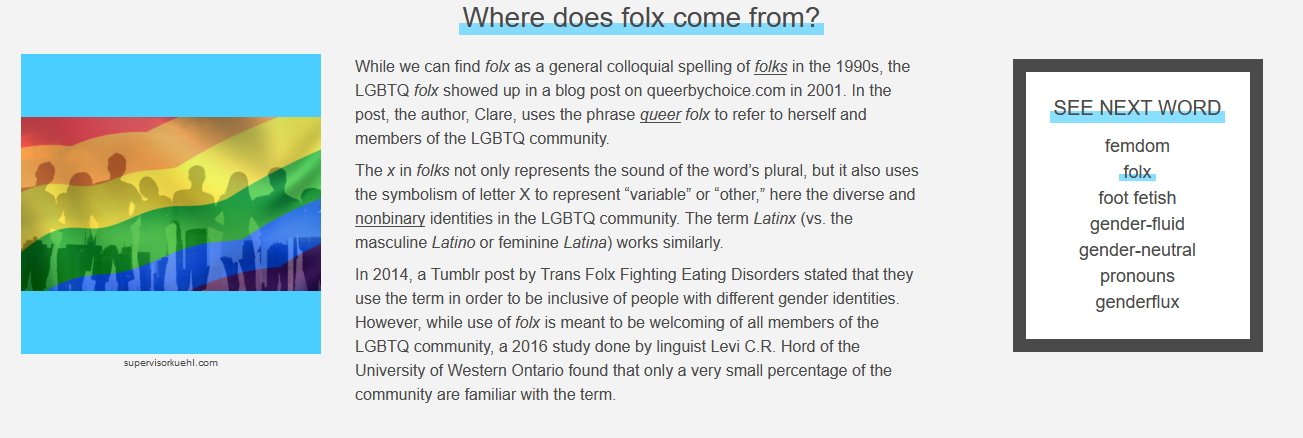 Where does folx come from?
While we can find folx as a general colloquial spelling of folks in the 1990s, the
LGBTQ folx showed up in a blog post on queerbychoice.com in 2001. In the
post, the author, Clare, uses the phrase queer folx to refer to herself and
members of the LGBTQ community.
The x in folks not only represents the sound of the word’s plural, but it also uses
the symbolism of letter X to represent “variable” or “other,” here the diverse and
nonbinary identities in the LGBTQ community. The term Latinx (vs. the
masculine Latino or feminine Latina) works similarly.
In 2014, a Tumblr post by Trans Folx Fighting Eating Disorders stated that they
use the term in order to be inclusive of people with different gender identities.
However, while use of folx is meant to be welcoming of all members of the
LGBTQ community, a 2016 study done by linguist Levi C.R. Hord of the
University of Western Ontario found that only a very small percentage of the
community are familiar with the term.
supervisorkuehl.com
SEE NEXT WORD
femdom
folx
foot fetish
gender-fluid
gender-neutral
pronouns
genderflux